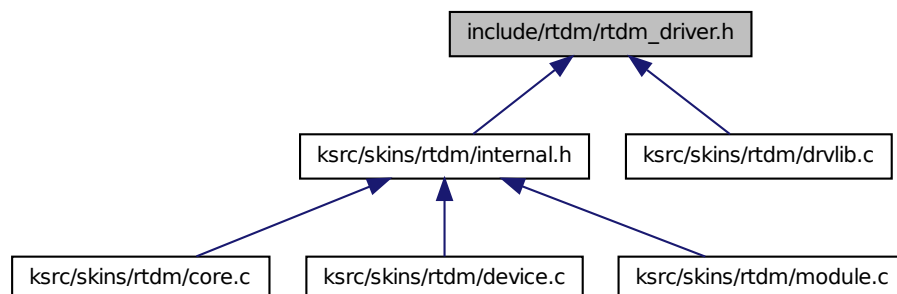 include/rtdm/rtdm_driver.h
ksrc/skins/rtdm/internal.h
ksrc/skins/rtdm/drvlib.c
ksrc/skins/rtdm/core.c
ksrc/skins/rtdm/device.c
ksrc/skins/rtdm/module.c